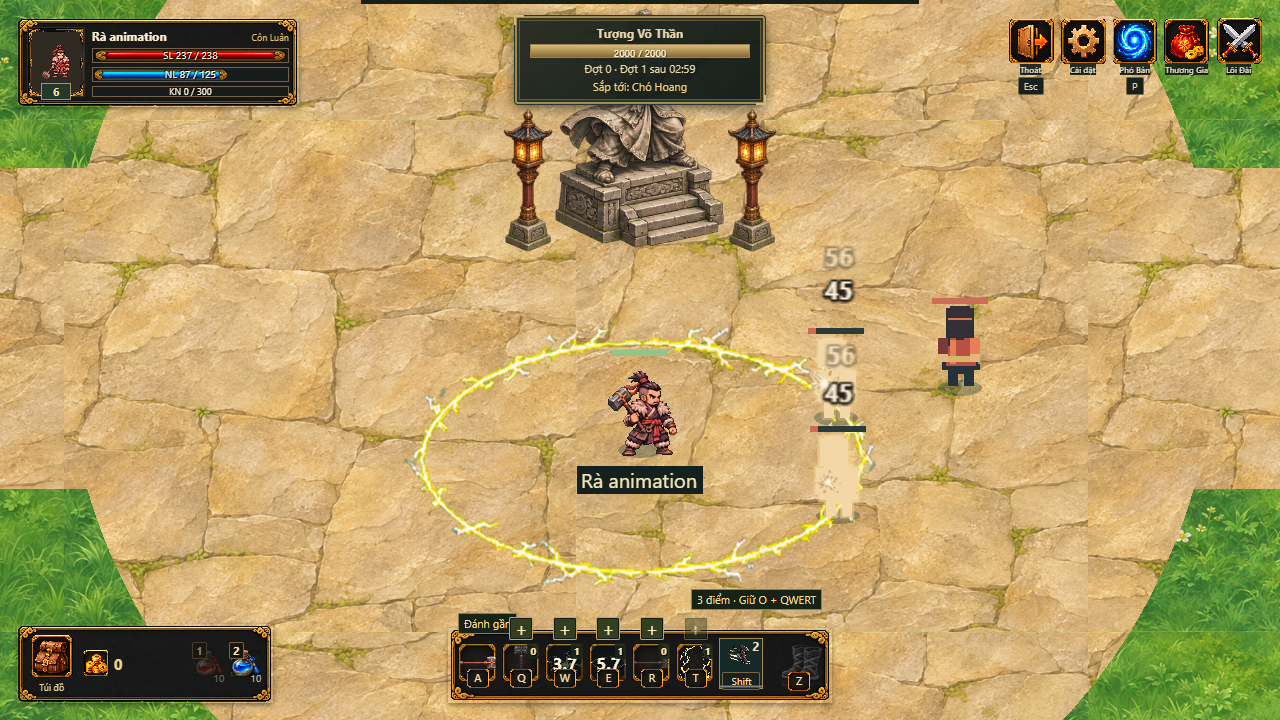 Rà animation
Côn Luân
SL 237 / 238
NL 87 / 125
KN 0 / 300
6
Tượng Võ Thần
2000 / 2000
Đợt 0 · Đợt 1 sau 02:59
Sắp tới: Chó Hoang
Thoát
Cài đặt
Phó Bản
Thương Gia
Lôi Đài
Esc
P
56
45
56
45
Rà animation
3 điểm · Giữ O + QWERT
Đánh gần
+
+
+
+
+
A
0
Q
1
3.7
W
1
5.7
E
0
R
1
T
2
Shift
Z
Túi đồ
0
1
10
2
10